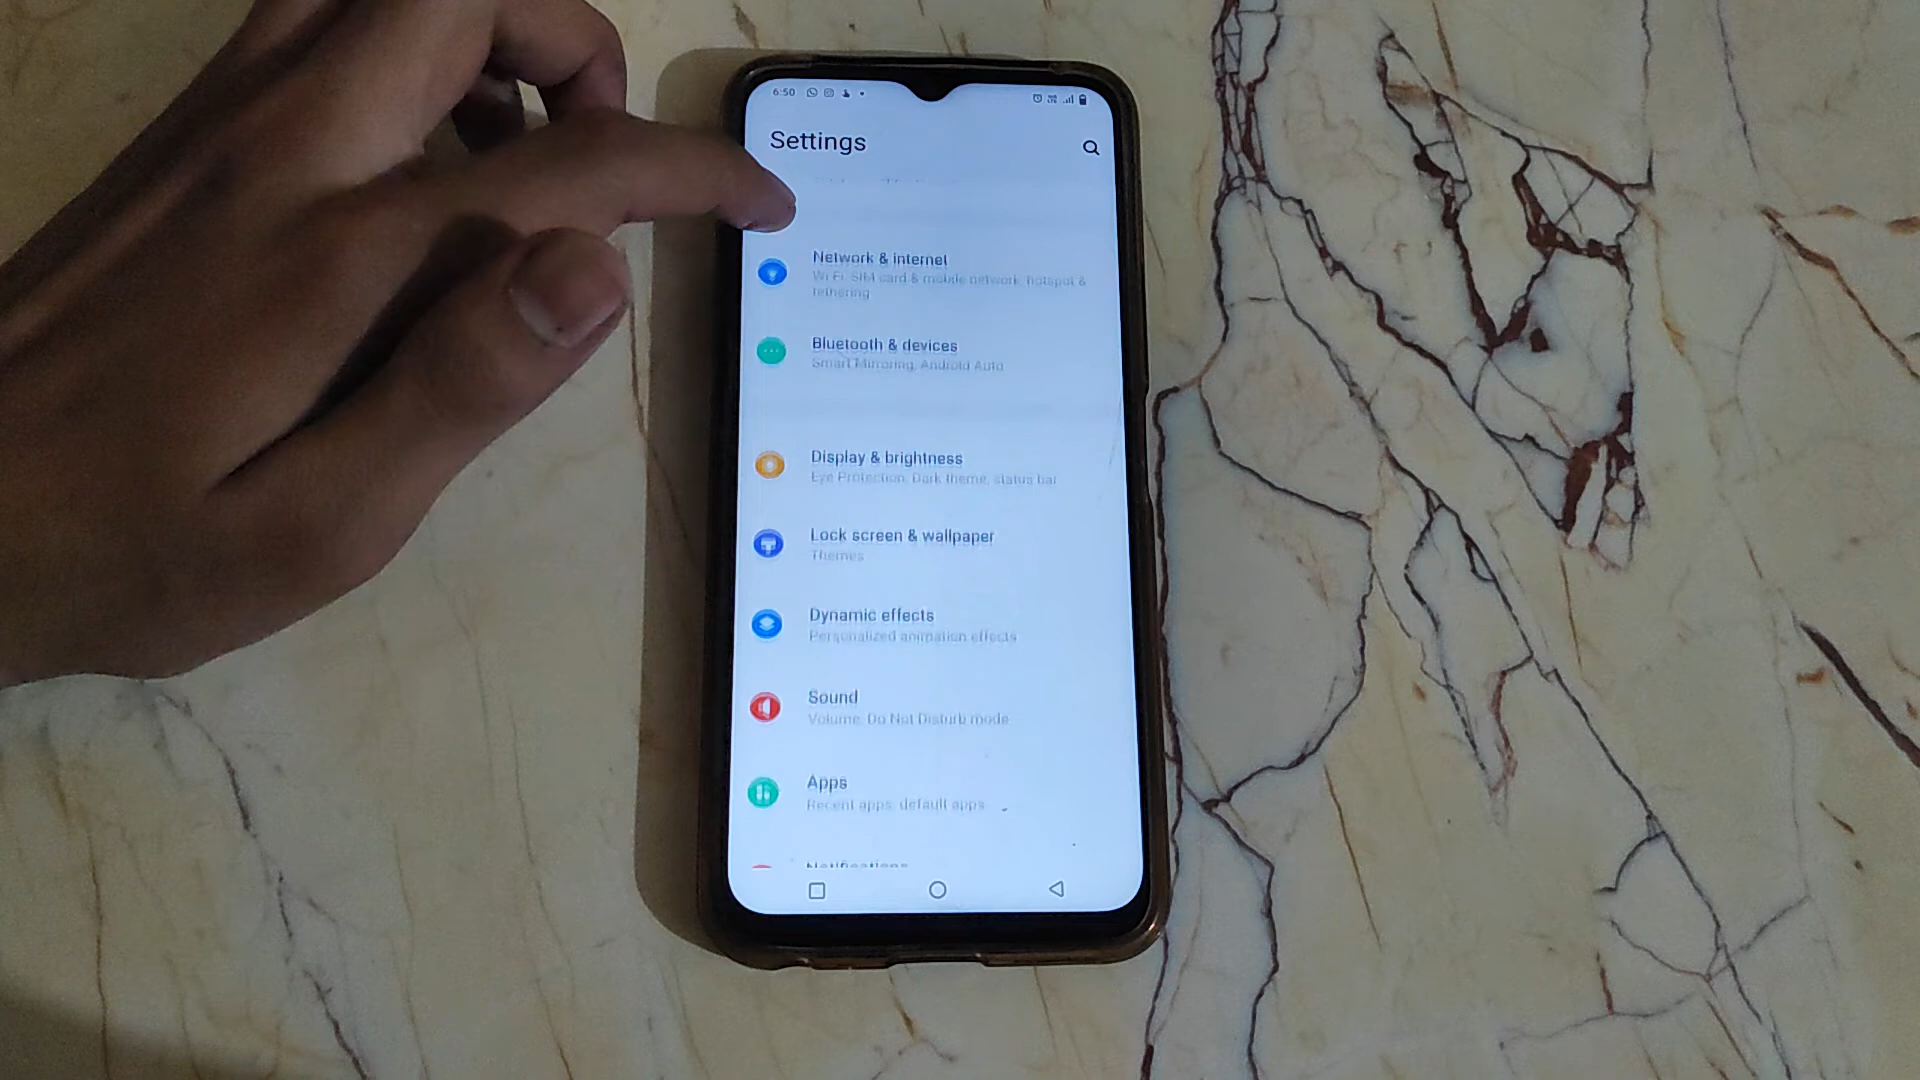 6:50
Settings
Network & internet
Wi-Fi, SIM card & mobile network, hotspot &
tethering
Bluetooth & devices
Smart Mirroring, Android Auto
Display & brightness
Eye Protection, Dark theme, status bar
Lock screen & wallpaper
Themes
Dynamic effects
Personalized animation effects
Sound
Volume, Do Not Disturb mode
Apps
Recent apps, default apps
Notifications